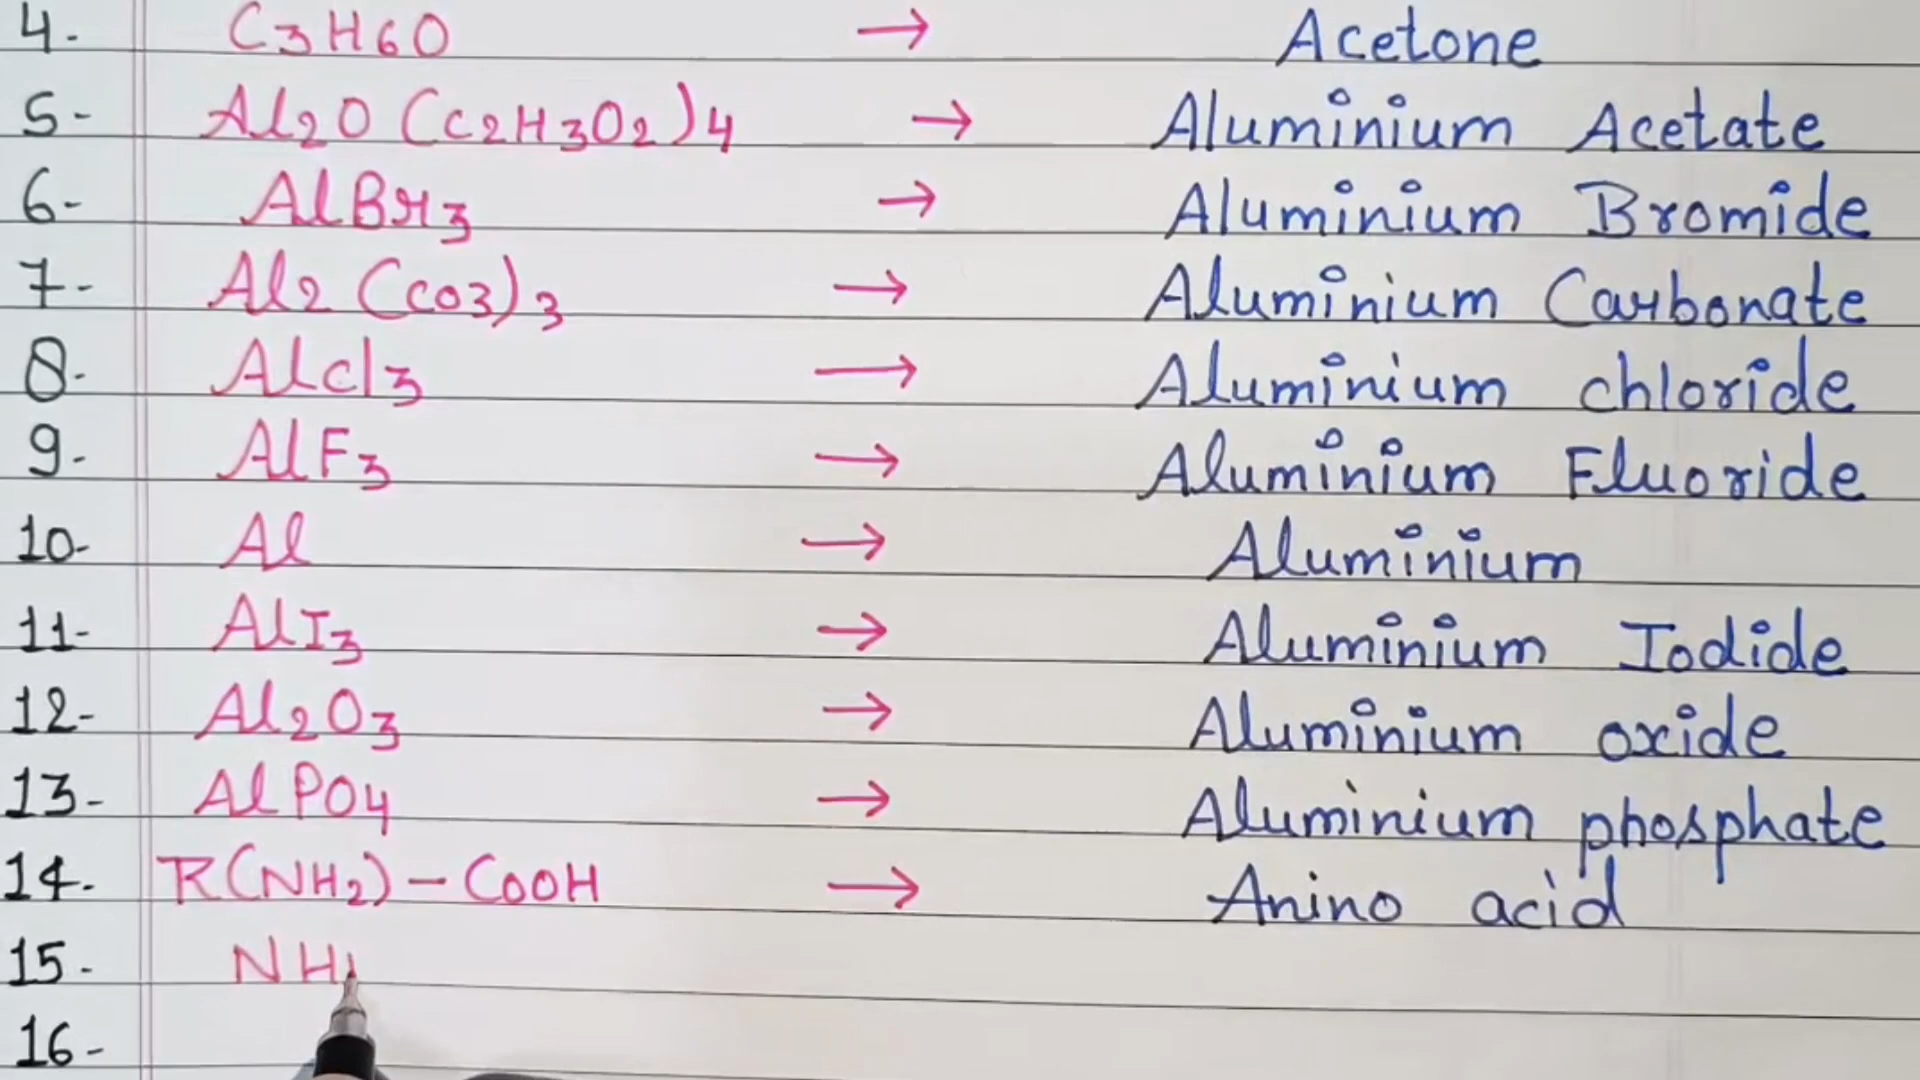 4- C3H6O → Acetone
5- Al2O (C2H3O2)4 → Aluminium Acetate
6- AlBr3 → Aluminium Bromide
7- Al2 (CO3)3 → Aluminium Carbonate
8- AlCl3 → Aluminium chloride
9- AlF3 → Aluminium Fluoride
10- Al → Aluminium
11- AlI3 → Aluminium Iodide
12- Al2O3 → Aluminium oxide
13- AlPO4 → Aluminium phosphate
14- R(NH2)-COOH → Anino acid
15- NH
16-